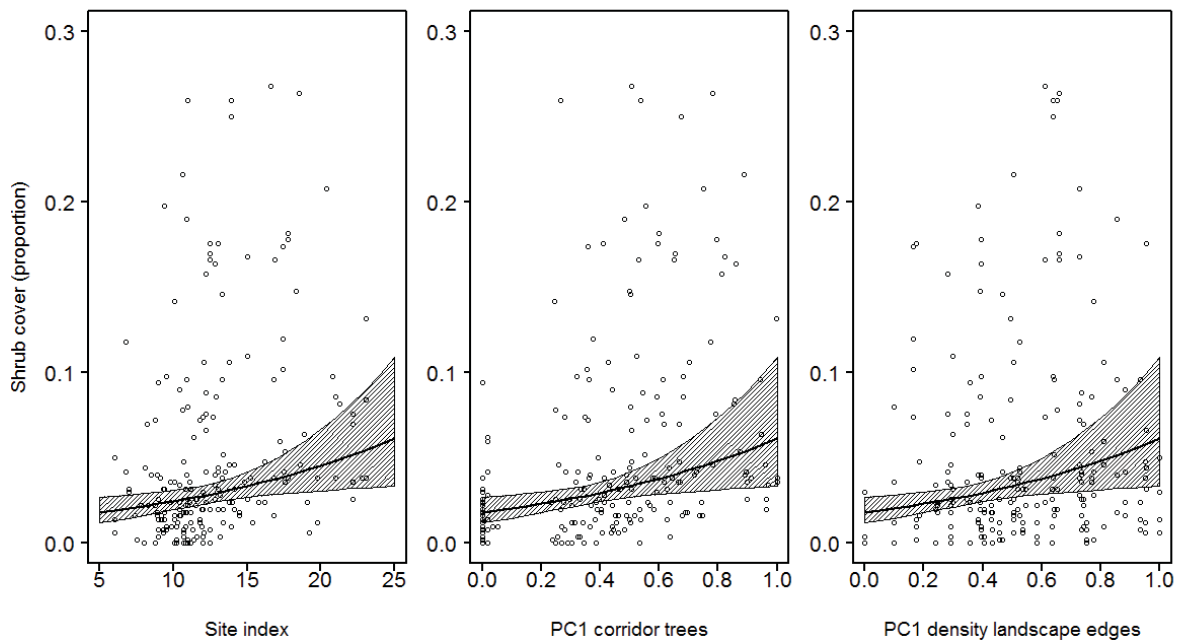 Shrub cover (proportion)
0.3
0.2
0.1
0.0
5 10 15 20 25
Site index
0.3
0.2
0.1
0.0
0.0 0.2 0.4 0.6 0.8 1.0
PC1 corridor trees
0.3
0.2
0.1
0.0
0.0 0.2 0.4 0.6 0.8 1.0
PC1 density landscape edges